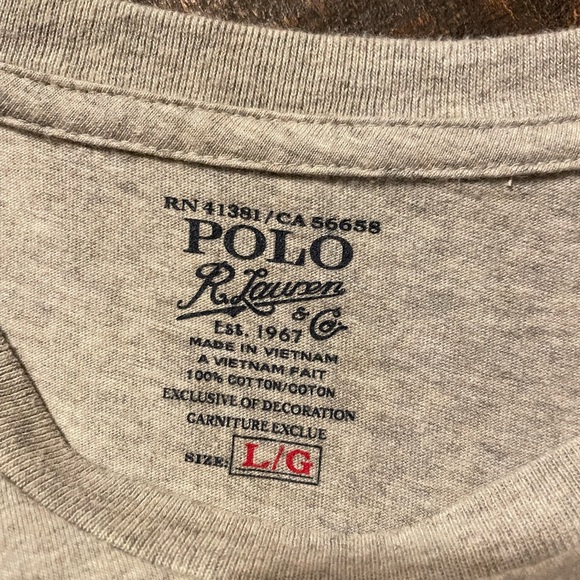 RN 41381/CA 56658
POLO
R. Lauren
& Co
EST. 1967
MADE IN VIETNAM
A VIETNAM FAIT
100% COTTON/COTON
EXCLUSIVE OF DECORATION
GARNITURE EXCLUE
SIZE: L/G